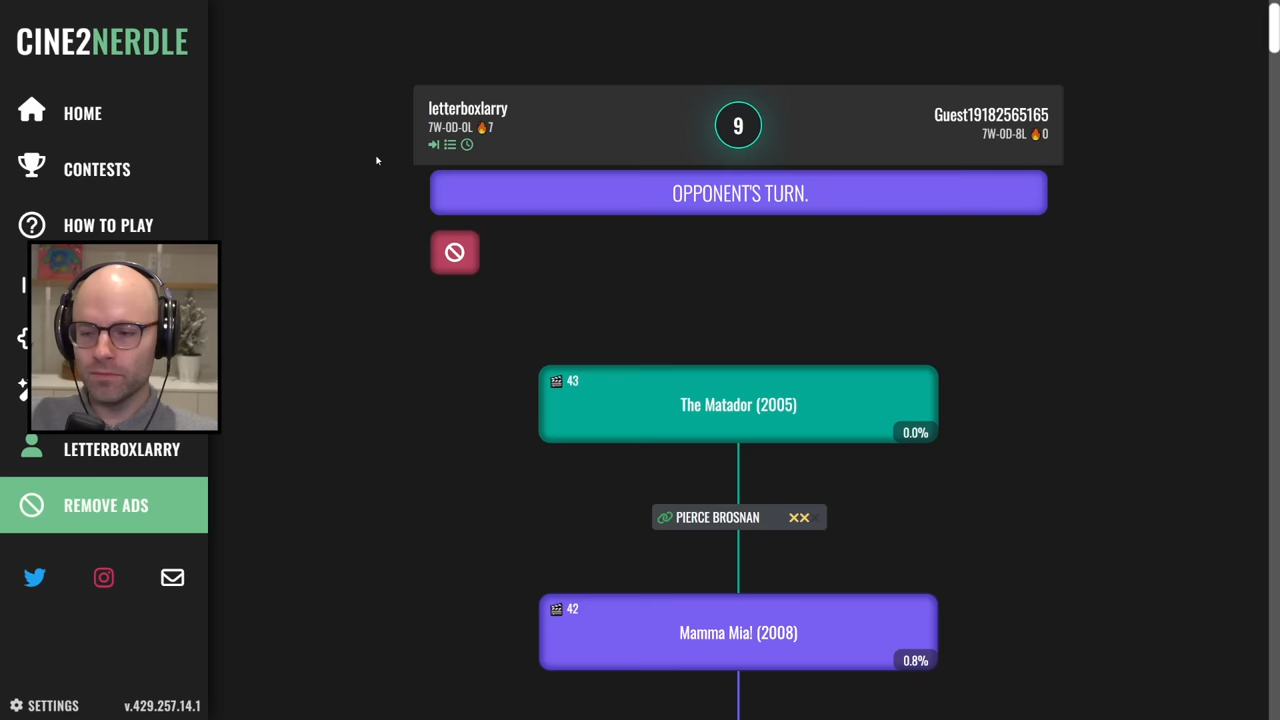 CINE2NERDLE
HOME
CONTESTS
HOW TO PLAY
LETTERBOXLARRY
REMOVE ADS
SETTINGS
v.429.257.14.1
letterboxlarry
7W-0D-0L 🔥7
9
Guest19182565165
7W-0D-8L 🔥0
OPPONENT'S TURN.
43
The Matador (2005)
0.0%
PIERCE BROSNAN
42
Mamma Mia! (2008)
0.8%